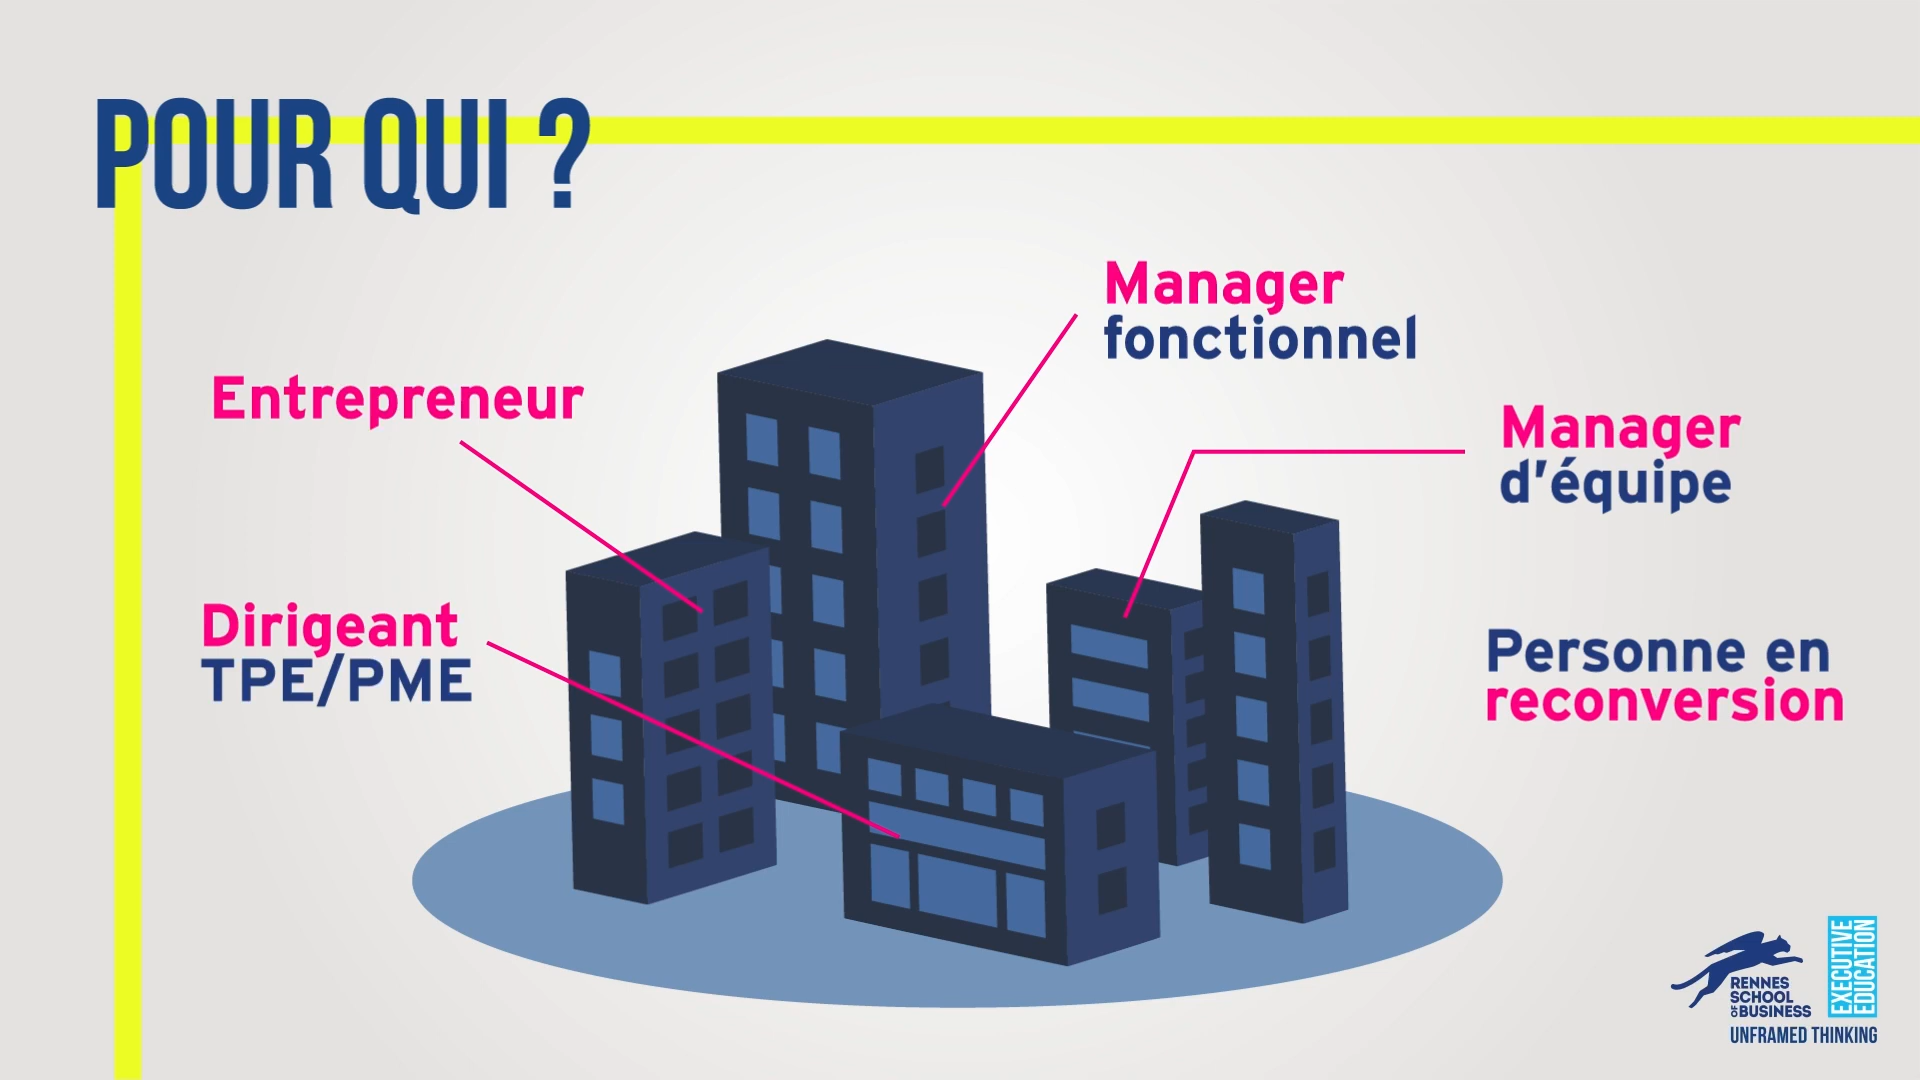 POUR QUI ?
Manager
fonctionnel
Entrepreneur
Manager
d'équipe
Dirigeant
TPE/PME
Personne en
reconversion
RENNES
SCHOOL
OF BUSINESS
EXECUTIVE
EDUCATION
UNFRAMED THINKING